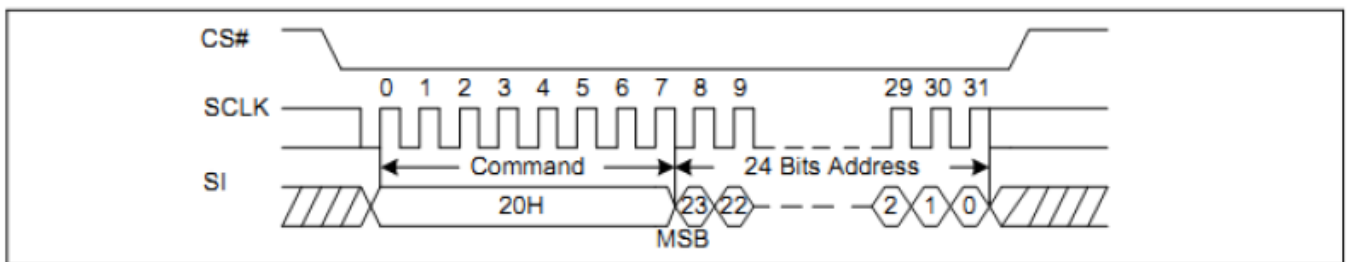 CS#
0 1 2 3 4 5 6 7 8 9 29 30 31
SCLK
Command 24 Bits Address
SI
20H 23 22 2 1 0
MSB